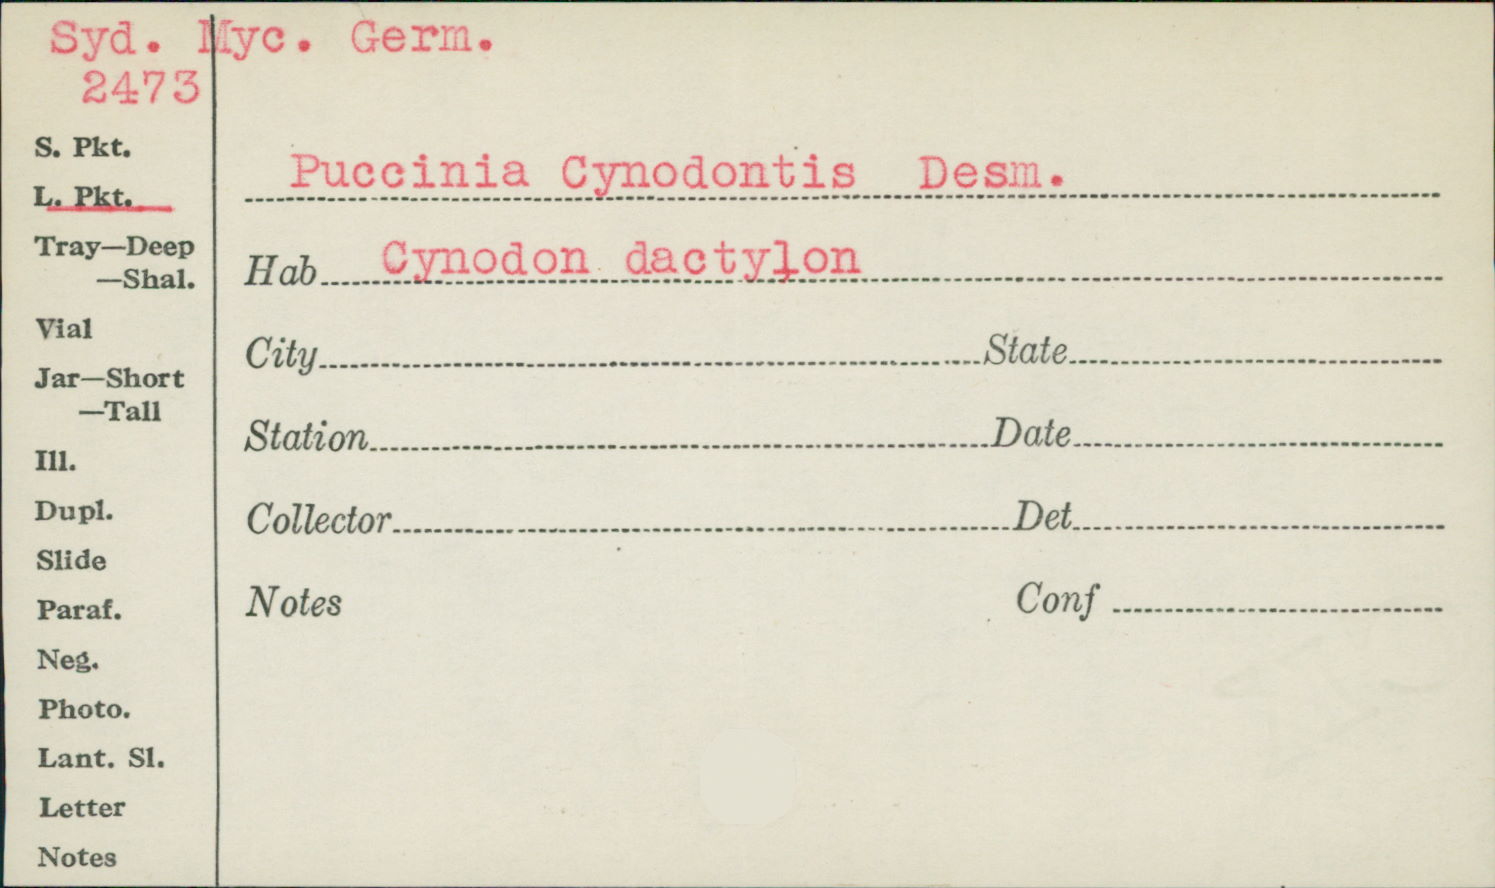 Syd. Myc. Germ.
2473
S. Pkt.
L. Pkt.
Tray—Deep
—Shal.
Vial
Jar—Short
—Tall
Ill.
Dupl.
Slide
Paraf.
Neg.
Photo.
Lant. Sl.
Letter
Notes
Puccinia Cynodontis Desm.
Hab Cynodon dactylon
City State
Station Date
Collector Det
Notes Conf